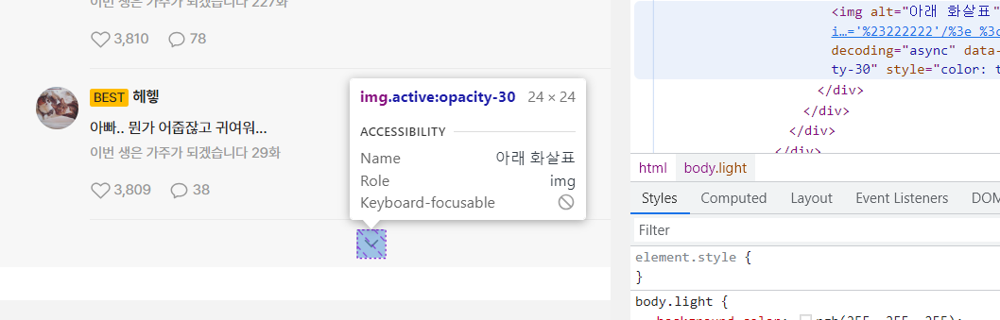 이번 생은 가주가 되겠습니다 227화
3,810 78
BEST 헤헿
아빠.. 뭔가 어줍잖고 귀여워...
이번 생은 가주가 되겠습니다 29화
3,809 38
img.active:opacity-30 24 × 24
ACCESSIBILITY
Name 아래 화살표
Role img
Keyboard-focusable
<img alt="아래 화살표"
i…='%23222222'/%3e %3c
decoding="async" data-
ty-30" style="color: t
</div>
</div>
</div>
</div>
html body.light
Styles Computed Layout Event Listeners DOM
Filter
element.style {
}
body.light {
background-color: rgb(255, 255, 255);